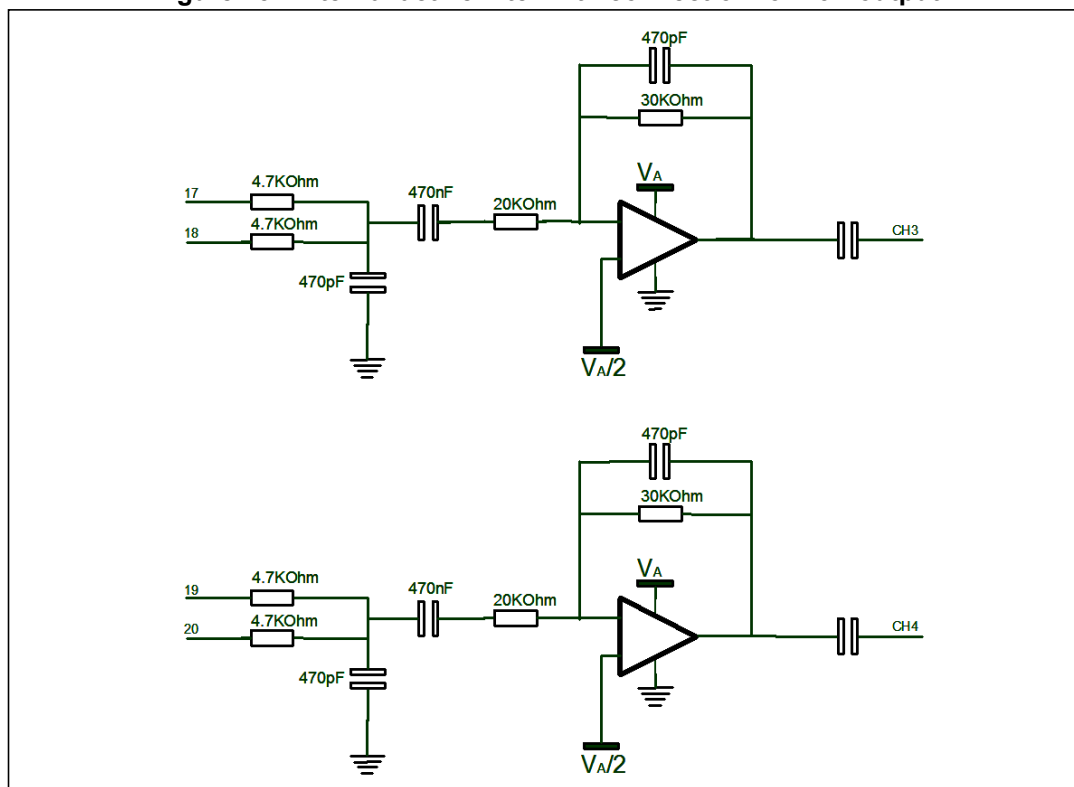 470pF
30KOhm
VA
17
4.7KOhm
470nF
20KOhm
18
4.7KOhm
CH3
470pF
VA/2
470pF
30KOhm
VA
19
4.7KOhm
470nF
20KOhm
20
4.7KOhm
CH4
470pF
VA/2